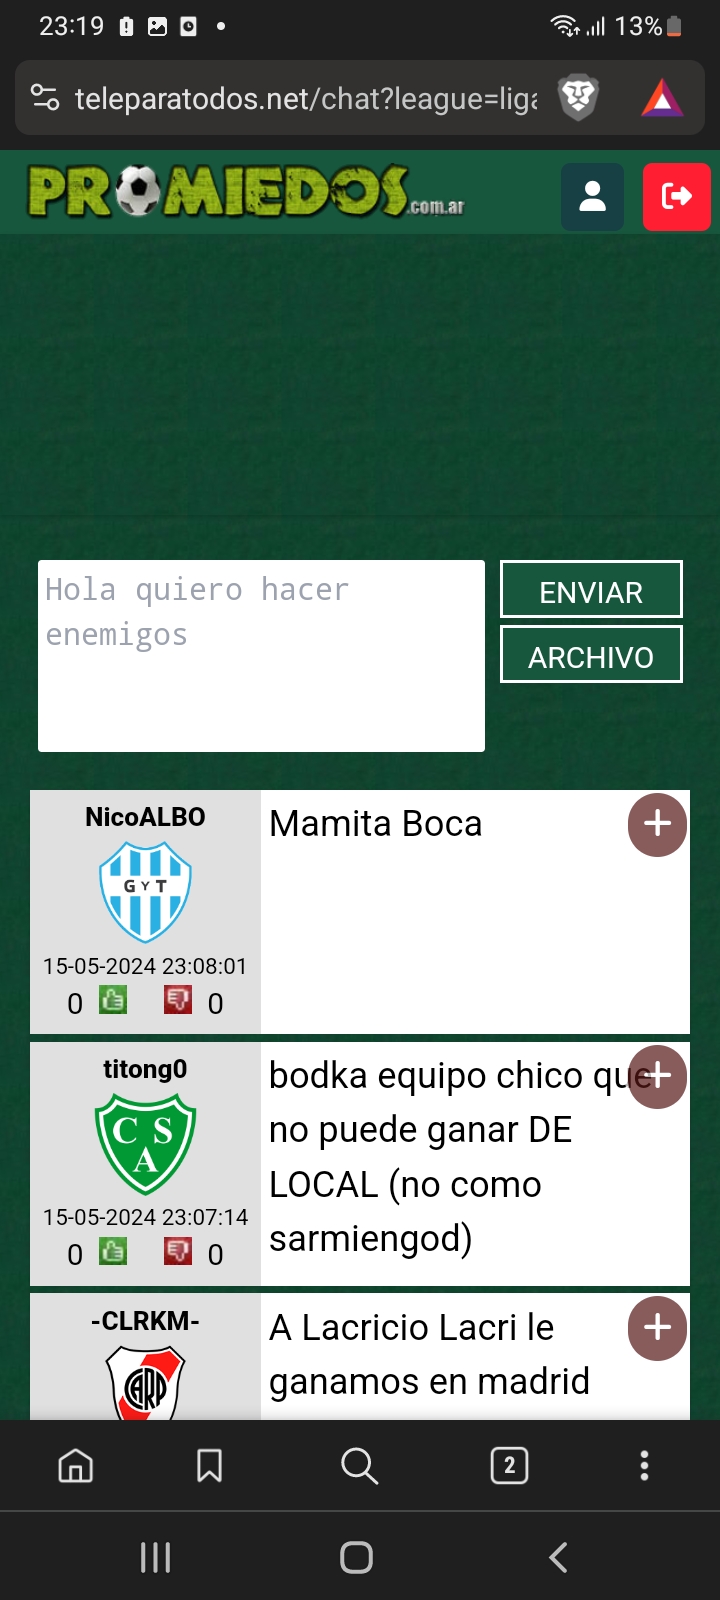 23:19
13%
teleparatodos.net/chat?league=liga
PROMIEDOS.com.ar
Hola quiero hacer
enemigos
ENVIAR
ARCHIVO
NicoALBO
G Y T
15-05-2024 23:08:01
0 0
Mamita Boca
titong0
C S
A
15-05-2024 23:07:14
0 0
bodka equipo chico que
no puede ganar DE
LOCAL (no como
sarmiengod)
-CLRKM-
CARP
A Lacricio Lacri le
ganamos en madrid
2